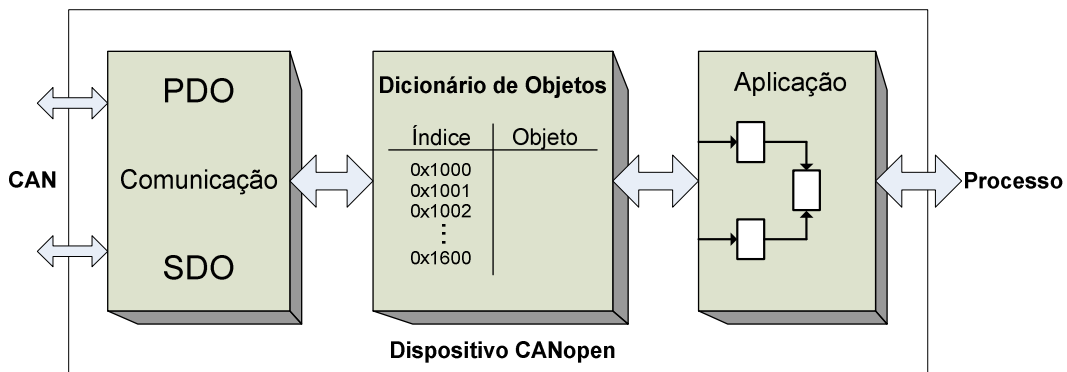 CAN
PDO
Comunicação
SDO
Dicionário de Objetos
Índice Objeto
0x1000
0x1001
0x1002
⋮
0x1600
Aplicação
Processo
Dispositivo CANopen